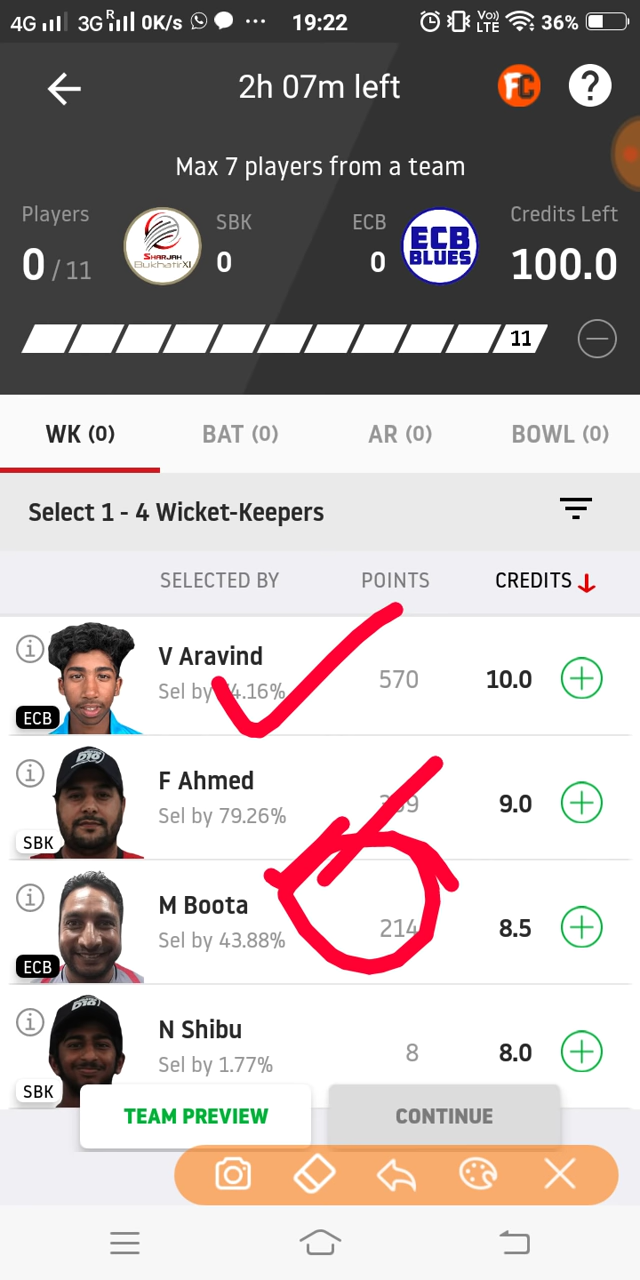 4G 3G R 0K/s ... 19:22 Vo) LTE 36%
2h 07m left FC ?
Max 7 players from a team
Players SBK ECB Credits Left
0 / 11 SHARJAH BukhatirXI 0 0 ECB BLUES 100.0
11
WK (0) BAT (0) AR (0) BOWL (0)
Select 1 - 4 Wicket-Keepers
SELECTED BY POINTS CREDITS
i V Aravind
Sel by 4.16% 570 10.0
ECB
i F Ahmed
Sel by 79.26% 9.0
SBK
i M Boota
Sel by 43.88% 214 8.5
ECB
i N Shibu
Sel by 1.77% 8 8.0
SBK
TEAM PREVIEW CONTINUE